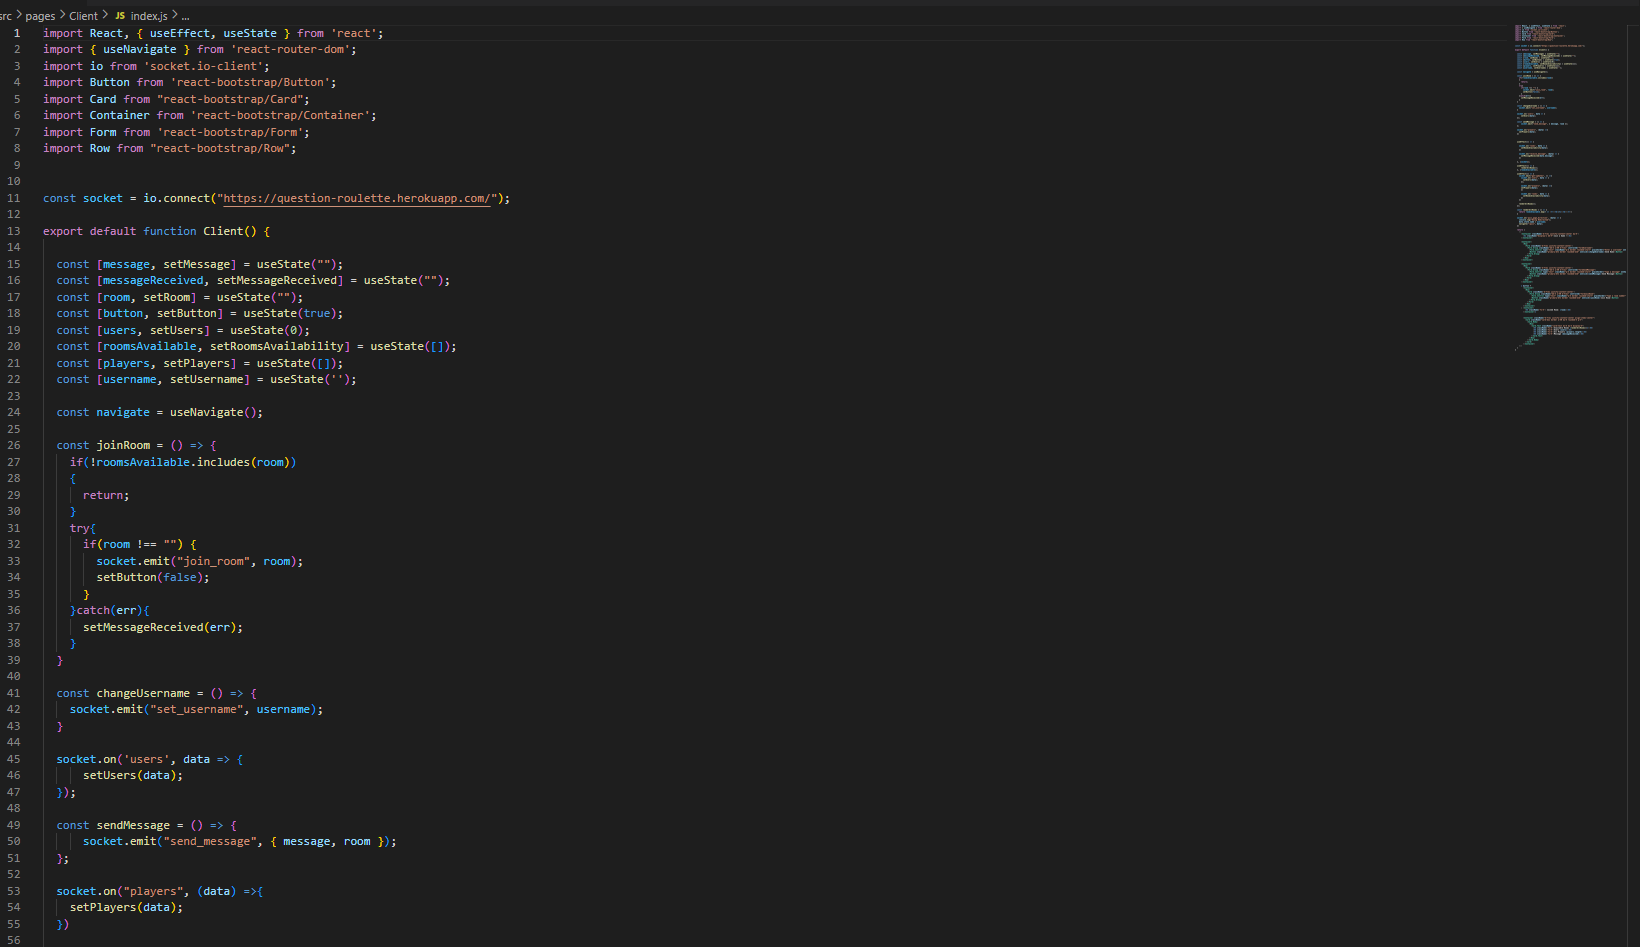 src > pages > Client > JS index.js > ...
1 import React, { useEffect, useState } from 'react';
2 import { useNavigate } from 'react-router-dom';
3 import io from 'socket.io-client';
4 import Button from 'react-bootstrap/Button';
5 import Card from "react-bootstrap/Card";
6 import Container from 'react-bootstrap/Container';
7 import Form from 'react-bootstrap/Form';
8 import Row from "react-bootstrap/Row";
9
10
11 const socket = io.connect("https://question-roulette.herokuapp.com/");
12
13 export default function Client() {
14
15 const [message, setMessage] = useState("");
16 const [messageReceived, setMessageReceived] = useState("");
17 const [room, setRoom] = useState("");
18 const [button, setButton] = useState(true);
19 const [users, setUsers] = useState(0);
20 const [roomsAvailable, setRoomsAvailability] = useState([]);
21 const [players, setPlayers] = useState([]);
22 const [username, setUsername] = useState('');
23
24 const navigate = useNavigate();
25
26 const joinRoom = () => {
27 if(!roomsAvailable.includes(room))
28 {
29 return;
30 }
31 try{
32 if(room !== "") {
33 socket.emit("join_room", room);
34 setButton(false);
35 }
36 }catch(err){
37 setMessageReceived(err);
38 }
39 }
40
41 const changeUsername = () => {
42 socket.emit("set_username", username);
43 }
44
45 socket.on('users', data => {
46 setUsers(data);
47 });
48
49 const sendMessage = () => {
50 socket.emit("send_message", { message, room });
51 };
52
53 socket.on("players", (data) =>{
54 setPlayers(data);
55 })
56